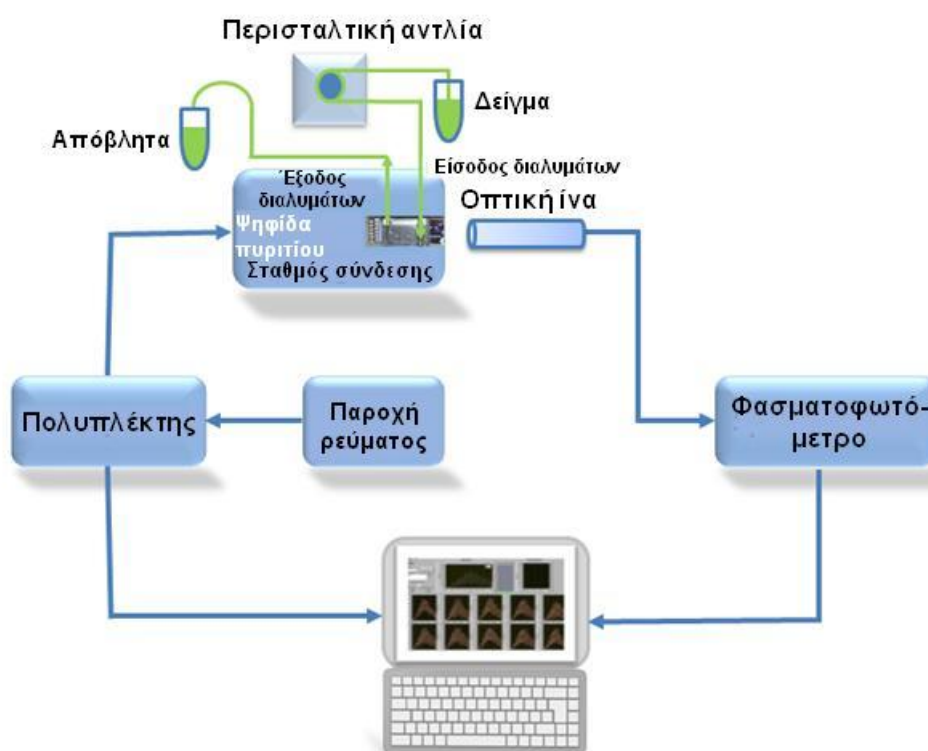 Περισταλτική αντλία
Δείγμα
Απόβλητα
Είσοδος διαλυμάτων
Έξοδος
διαλυμάτων
Οπτική ίνα
Ψηφίδα
πυριτίου
Σταθμός σύνδεσης
Πολυπλέκτης
Παροχή
ρεύματος
Φασματοφωτό-
μετρο